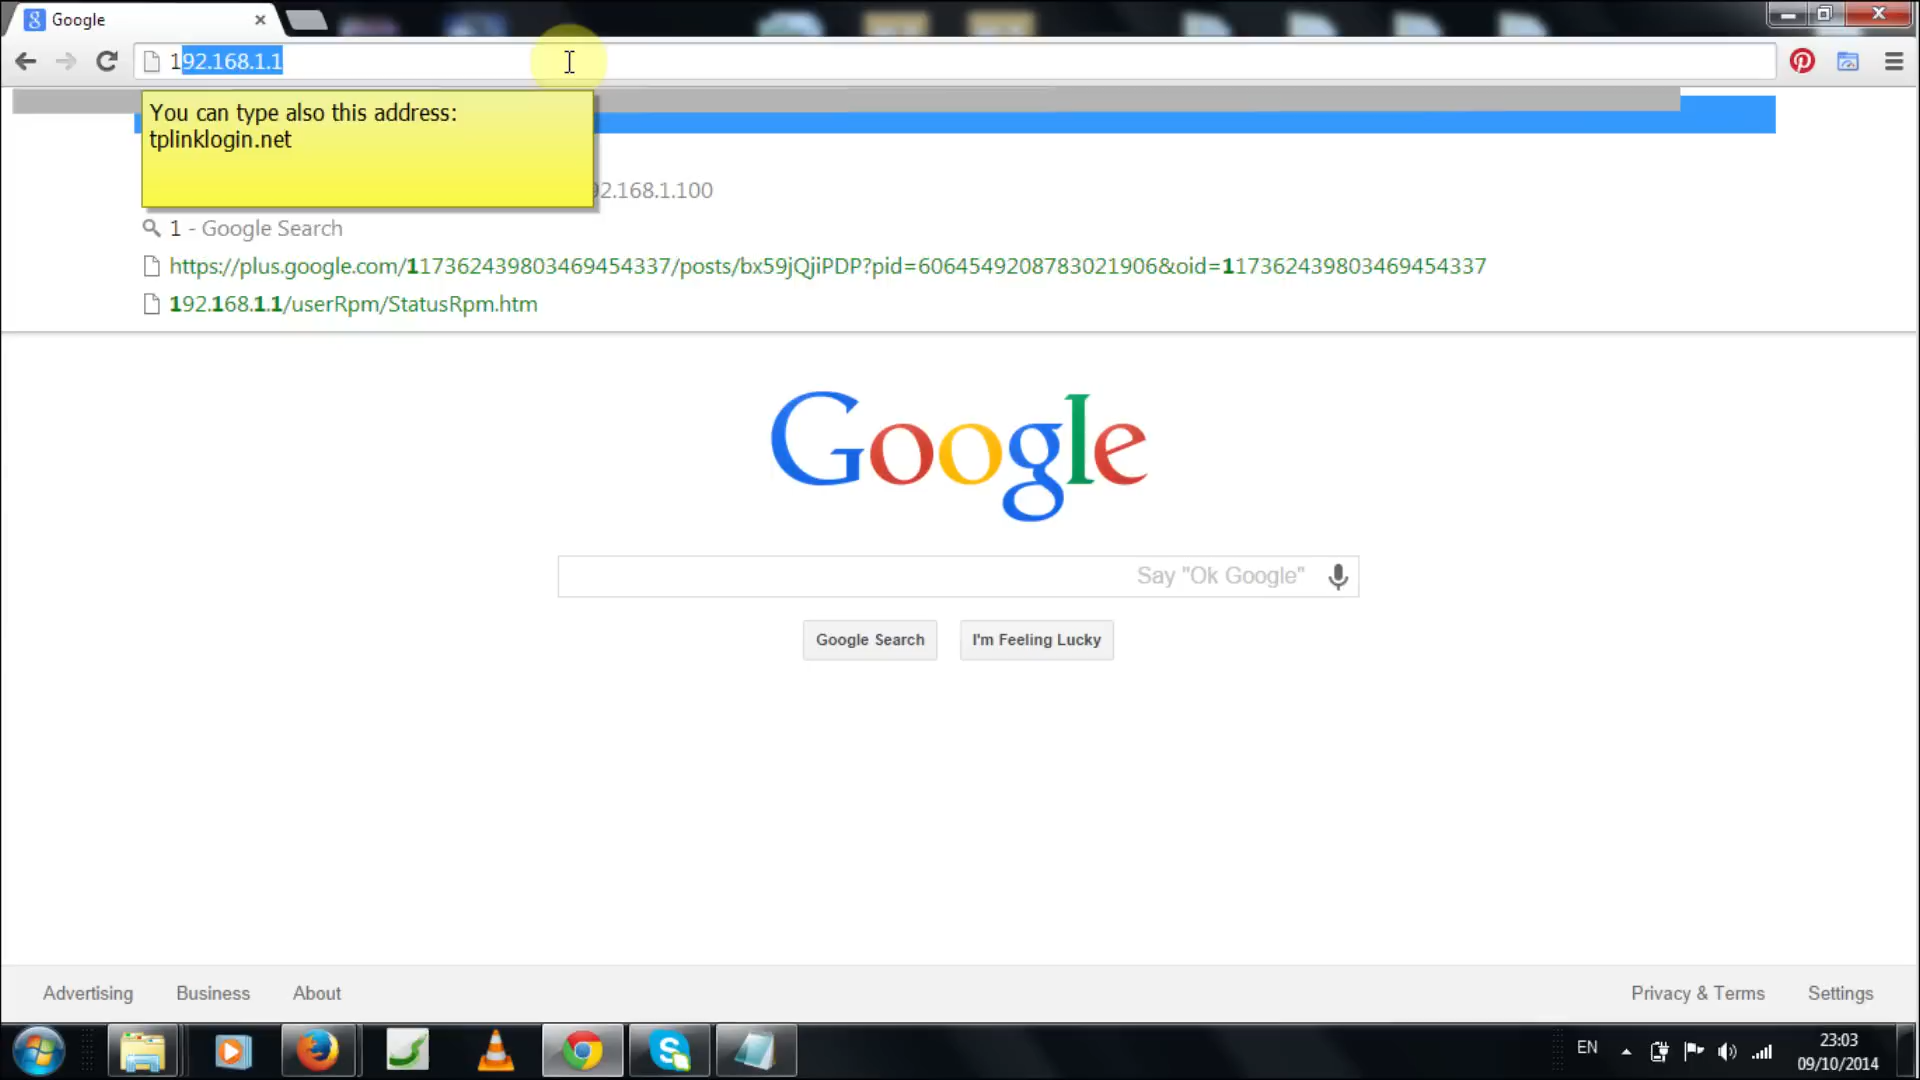 Google
192.168.1.1
You can type also this address:
tplinklogin.net
92.168.1.100
1 - Google Search
https://plus.google.com/117362439803469454337/posts/bx59jQjiPDP?pid=6064549208783021906&oid=117362439803469454337
192.168.1.1/userRpm/StatusRpm.htm
Google
Say "Ok Google"
Google Search
I'm Feeling Lucky
Advertising
Business
About
Privacy & Terms
Settings
EN
23:03
09/10/2014